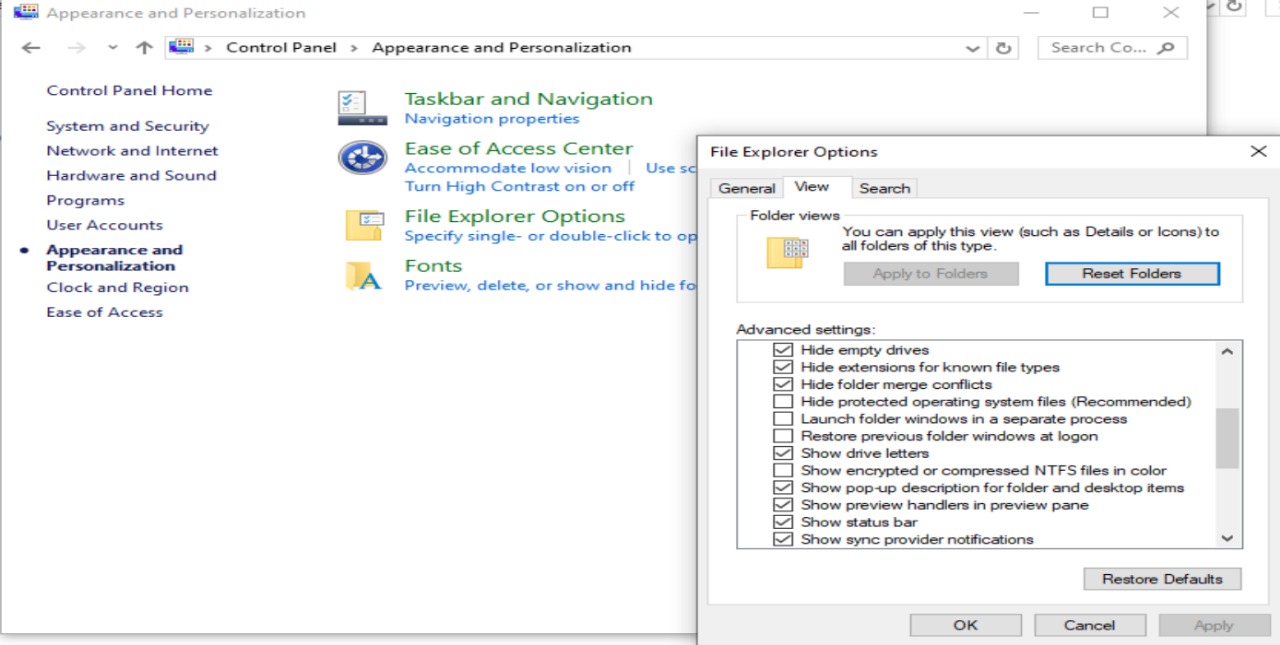 Appearance and Personalization
Control Panel > Appearance and Personalization
Search Co...
Control Panel Home
System and Security
Network and Internet
Hardware and Sound
Programs
User Accounts
Appearance and
Personalization
Clock and Region
Ease of Access
Taskbar and Navigation
Navigation properties
Ease of Access Center
Accommodate low vision | Use sc
Turn High Contrast on or off
File Explorer Options
Specify single- or double-click to op
Fonts
Preview, delete, or show and hide fo
File Explorer Options
General View Search
Folder views
You can apply this view (such as Details or Icons) to
all folders of this type.
Apply to Folders Reset Folders
Advanced settings:
Hide empty drives
Hide extensions for known file types
Hide folder merge conflicts
Hide protected operating system files (Recommended)
Launch folder windows in a separate process
Restore previous folder windows at logon
Show drive letters
Show encrypted or compressed NTFS files in color
Show pop-up description for folder and desktop items
Show preview handlers in preview pane
Show status bar
Show sync provider notifications
Restore Defaults
OK Cancel Apply